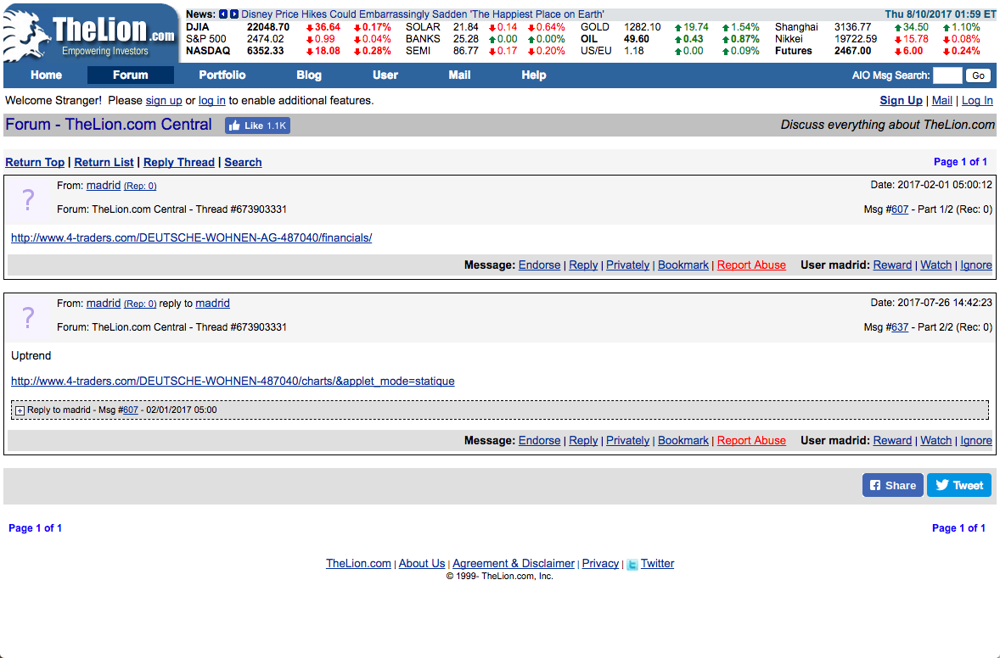 TheLion.com
Empowering Investors
News: Disney Price Hikes Could Embarrassingly Sadden 'The Happiest Place on Earth' Thu 8/10/2017 01:59 ET
DJIA 22048.70 36.64 0.17% SOLAR 21.84 0.14 0.64% GOLD 1282.10 19.74 1.54% Shanghai 3136.77 34.50 1.10%
S&P 500 2474.02 0.99 0.04% BANKS 25.28 0.00 0.00% OIL 49.60 0.43 0.87% Nikkei 19722.59 15.78 0.08%
NASDAQ 6352.33 18.08 0.28% SEMI 86.77 0.17 0.20% US/EU 1.18 0.00 0.09% Futures 2467.00 6.00 0.24%
Home Forum Portfolio Blog User Mail Help AIO Msg Search: Go
Welcome Stranger! Please sign up or log in to enable additional features. Sign Up | Mail | Log In
Forum - TheLion.com Central Like 1.1K Discuss everything about TheLion.com
Return Top | Return List | Reply Thread | Search Page 1 of 1
?
From: madrid (Rep: 0) Date: 2017-02-01 05:00:12
Forum: TheLion.com Central - Thread #673903331 Msg #607 - Part 1/2 (Rec: 0)
http://www.4-traders.com/DEUTSCHE-WOHNEN-AG-487040/financials/
Message: Endorse | Reply | Privately | Bookmark | Report Abuse User madrid: Reward | Watch | Ignore
?
From: madrid (Rep: 0) reply to madrid Date: 2017-07-26 14:42:23
Forum: TheLion.com Central - Thread #673903331 Msg #637 - Part 2/2 (Rec: 0)
Uptrend
http://www.4-traders.com/DEUTSCHE-WOHNEN-487040/charts/&applet_mode=statique
+ Reply to madrid - Msg #607 - 02/01/2017 05:00
Message: Endorse | Reply | Privately | Bookmark | Report Abuse User madrid: Reward | Watch | Ignore
Share Tweet
Page 1 of 1 Page 1 of 1
TheLion.com | About Us | Agreement & Disclaimer | Privacy | t Twitter
© 1999- TheLion.com, Inc.